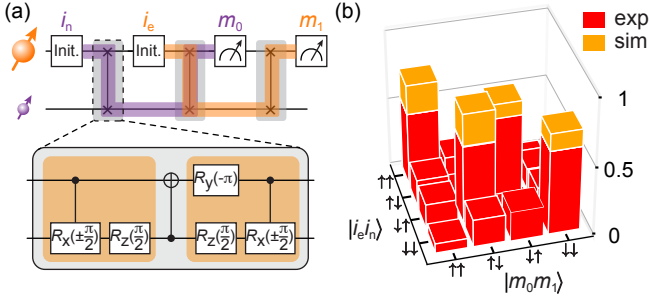 (a)
i_n i_e m_0 m_1
Init. Init.
R_y(-π)
R_x(±π/2) R_z(π/2) R_z(π/2) R_x(±π/2)
(b)
exp
sim
1
0.5
0
↑↑
↑↓
↓↑
↓↓
|i_e i_n⟩
↑↑
↑↓
↓↑
↓↓
|m_0 m_1⟩